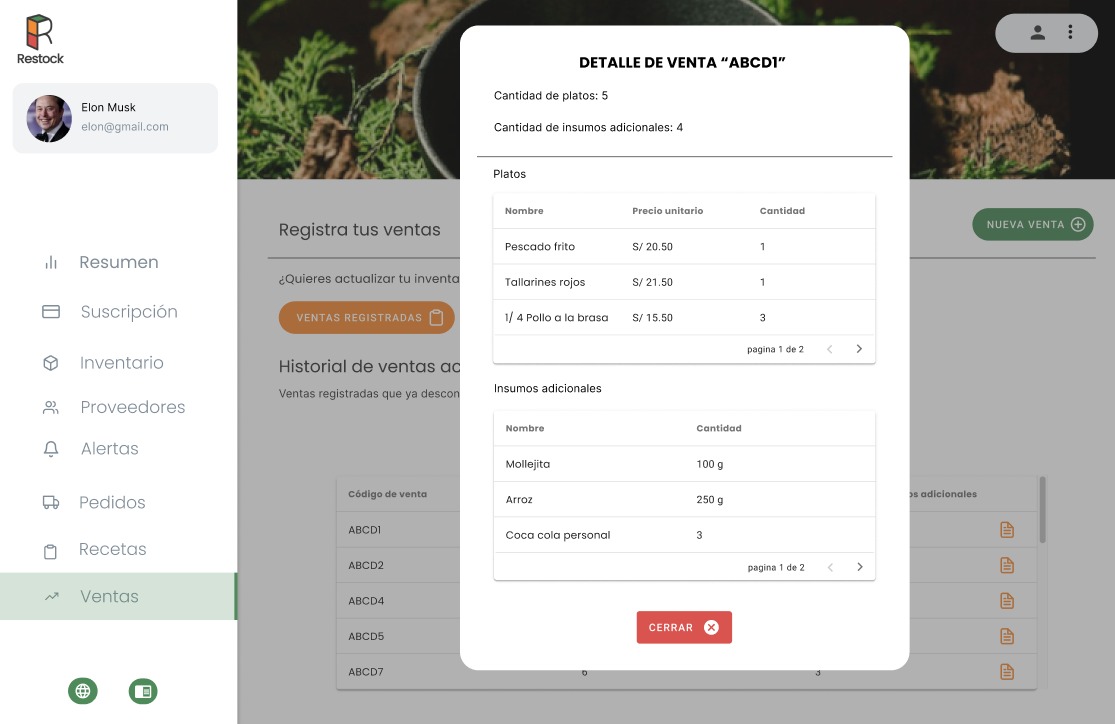 Restock
Elon Musk
elon@gmail.com
Resumen
Suscripción
Inventario
Proveedores
Alertas
Pedidos
Recetas
Ventas
Registra tus ventas
NUEVA VENTA
¿Quieres actualizar tu inventa
VENTAS REGISTRADAS
Historial de ventas ac
Ventas registradas que ya descon
Código de venta
os adicionales
ABCD1
ABCD2
ABCD4
ABCD5
ABCD7 6 3
DETALLE DE VENTA “ABCD1”
Cantidad de platos: 5
Cantidad de insumos adicionales: 4
Platos
Nombre Precio unitario Cantidad
Pescado frito S/ 20.50 1
Tallarines rojos S/ 21.50 1
1/ 4 Pollo a la brasa S/ 15.50 3
pagina 1 de 2
Insumos adicionales
Nombre Cantidad
Mollejita 100 g
Arroz 250 g
Coca cola personal 3
pagina 1 de 2
CERRAR